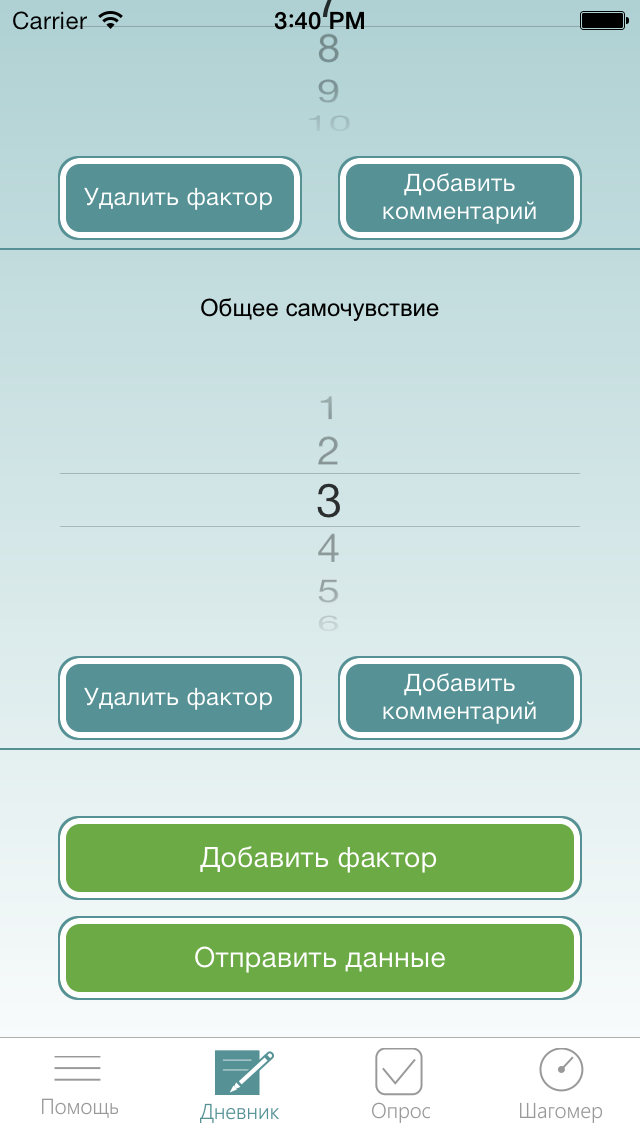 Carrier 3:40 PM
7
8
9
10
Удалить фактор
Добавить
комментарий
Общее самочувствие
1
2
3
4
5
6
Удалить фактор
Добавить
комментарий
Добавить фактор
Отправить данные
Помощь
Дневник
Опрос
Шагомер